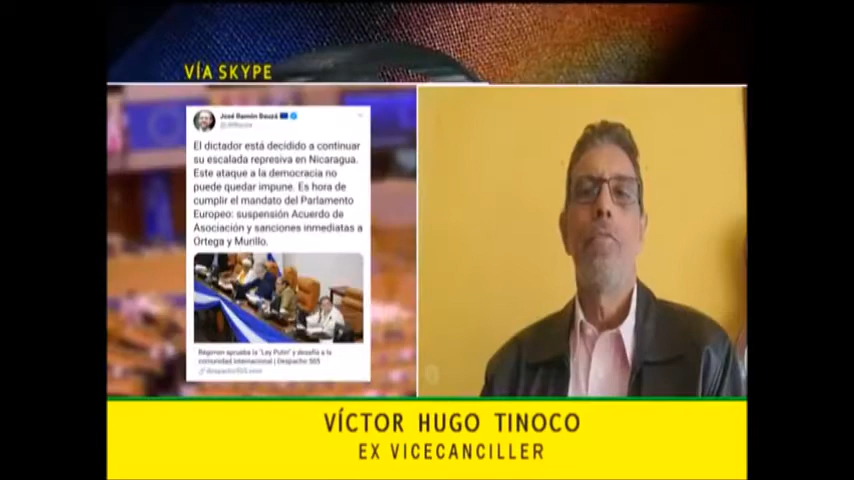 VÍA SKYPE
José Ramón Bauzá
El dictador está decidido a continuar
su escalada represiva en Nicaragua.
Este ataque a la democracia no
puede quedar impune. Es hora de
cumplir el mandato del Parlamento
Europeo: suspensión Acuerdo de
Asociación y sanciones inmediatas a
Ortega y Murillo.
Régimen aprueba la "Ley Putin" y desafía a la
comunidad internacional | Despacho 505
despacho505.com
VÍCTOR HUGO TINOCO
EX VICECANCILLER